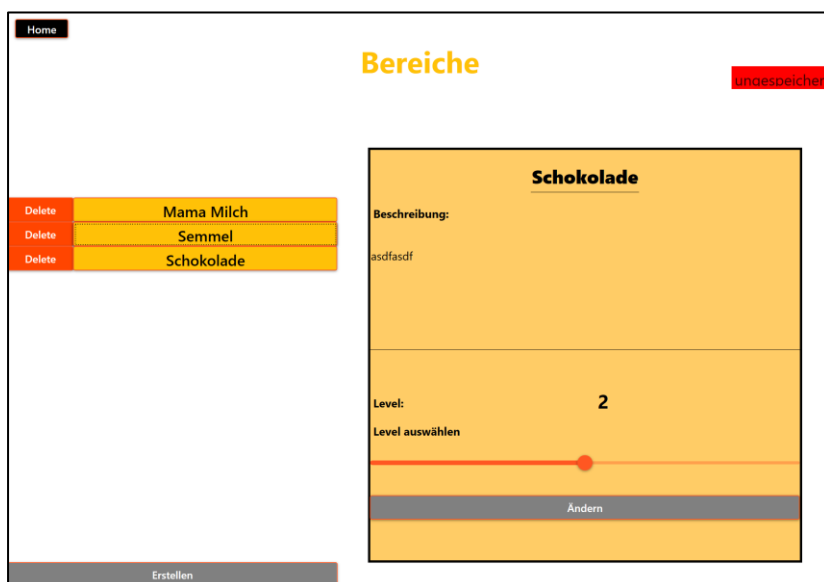 Home
Bereiche
ungespeicher
Delete Mama Milch
Delete Semmel
Delete Schokolade
Schokolade
Beschreibung:
asdfasdf
Level: 2
Level auswählen
Ändern
Erstellen